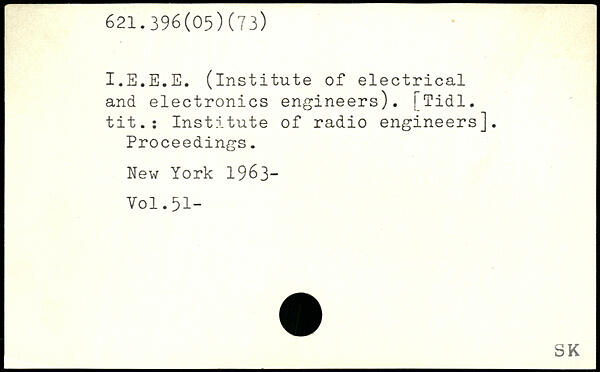 621.396(05)(73)
I.E.E.E. (Institute of electrical
and electronics engineers). [Tidl.
tit.: Institute of radio engineers].
Proceedings.
New York 1963-
Vol.51-
SK